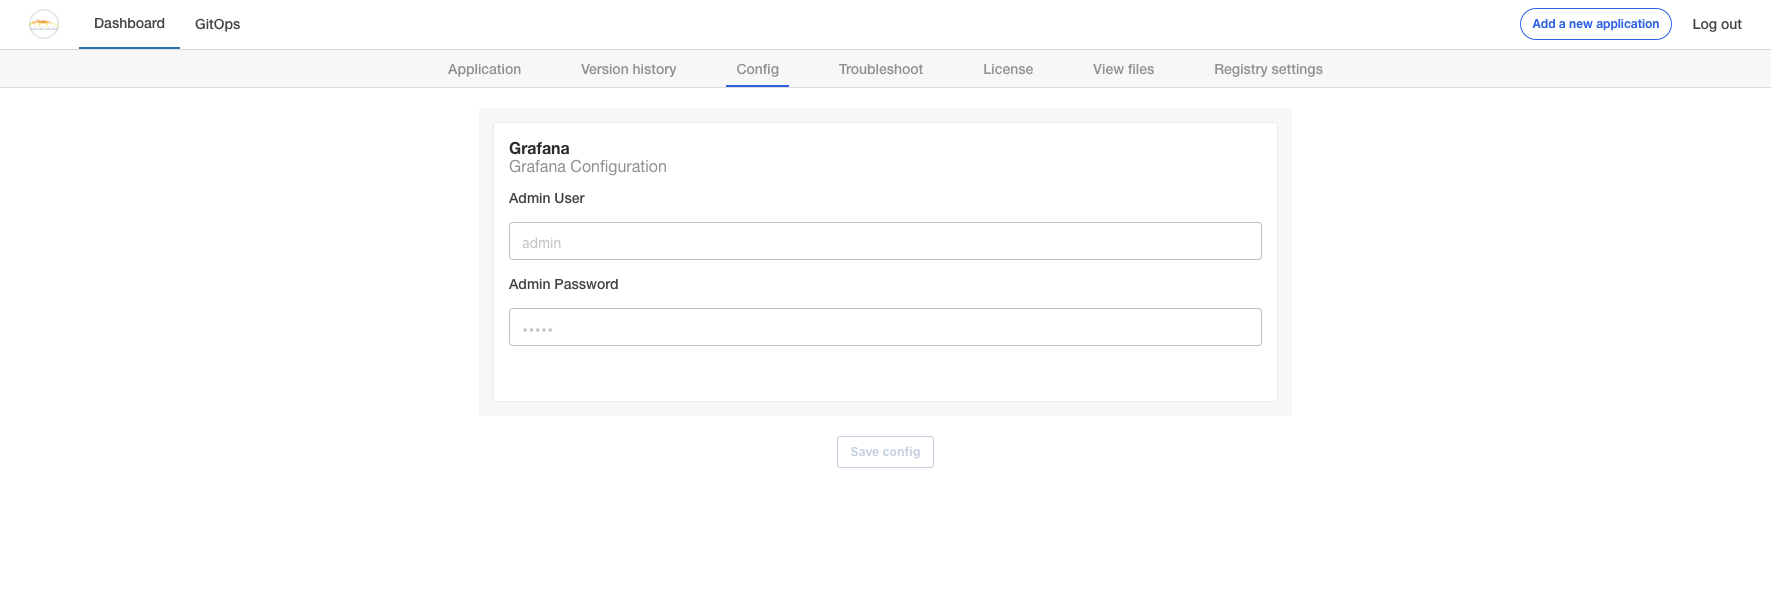 Dashboard
GitOps
Add a new application
Log out
Application
Version history
Config
Troubleshoot
License
View files
Registry settings
Grafana
Grafana Configuration
Admin User
admin
Admin Password
•••••
Save config